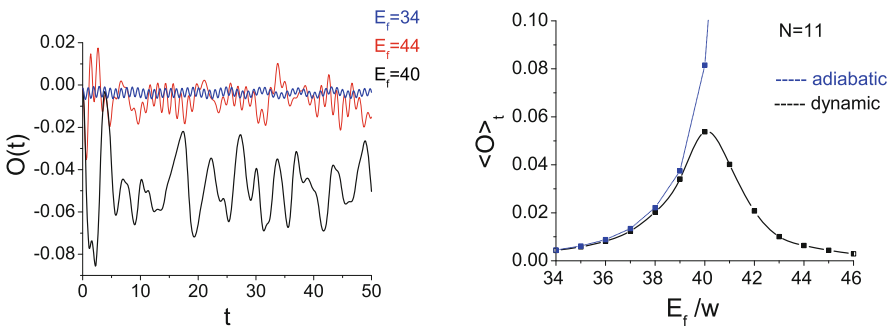 E_f=34
E_f=44
E_f=40
0.02
0.00
-0.02
-0.04
-0.06
-0.08
O(t)
0 10 20 30 40 50
t
N=11
adiabatic
dynamic
0.10
0.08
0.06
0.04
0.02
0.00
<O>_t
34 36 38 40 42 44 46
E_f /w